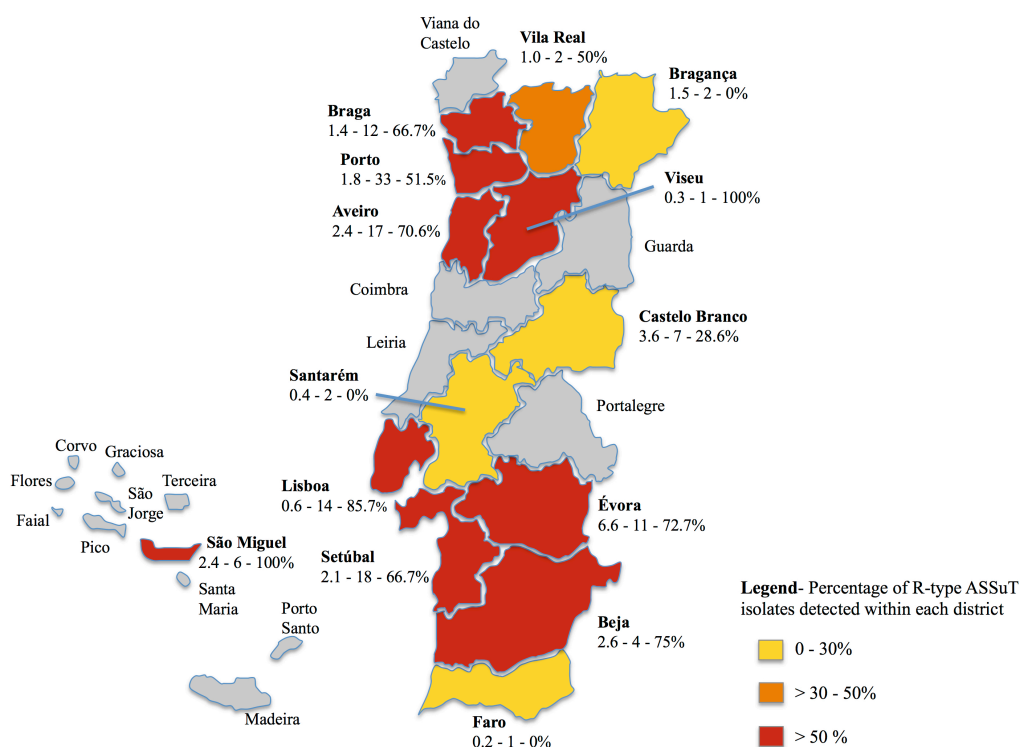 Viana do
Castelo
Vila Real
1.0 - 2 - 50%
Bragança
1.5 - 2 - 0%
Braga
1.4 - 12 - 66.7%
Porto
1.8 - 33 - 51.5%
Viseu
0.3 - 1 - 100%
Aveiro
2.4 - 17 - 70.6%
Guarda
Coimbra
Castelo Branco
3.6 - 7 - 28.6%
Leiria
Santarém
0.4 - 2 - 0%
Portalegre
Corvo
Graciosa
Flores
Terceira
São
Jorge
Faial
Pico
Lisboa
0.6 - 14 - 85.7%
Évora
6.6 - 11 - 72.7%
São Miguel
2.4 - 6 - 100%
Setúbal
2.1 - 18 - 66.7%
Santa
Maria
Porto
Santo
Beja
2.6 - 4 - 75%
Madeira
Faro
0.2 - 1 - 0%
Legend- Percentage of R-type ASSuT
isolates detected within each district
0 - 30%
> 30 - 50%
> 50 %